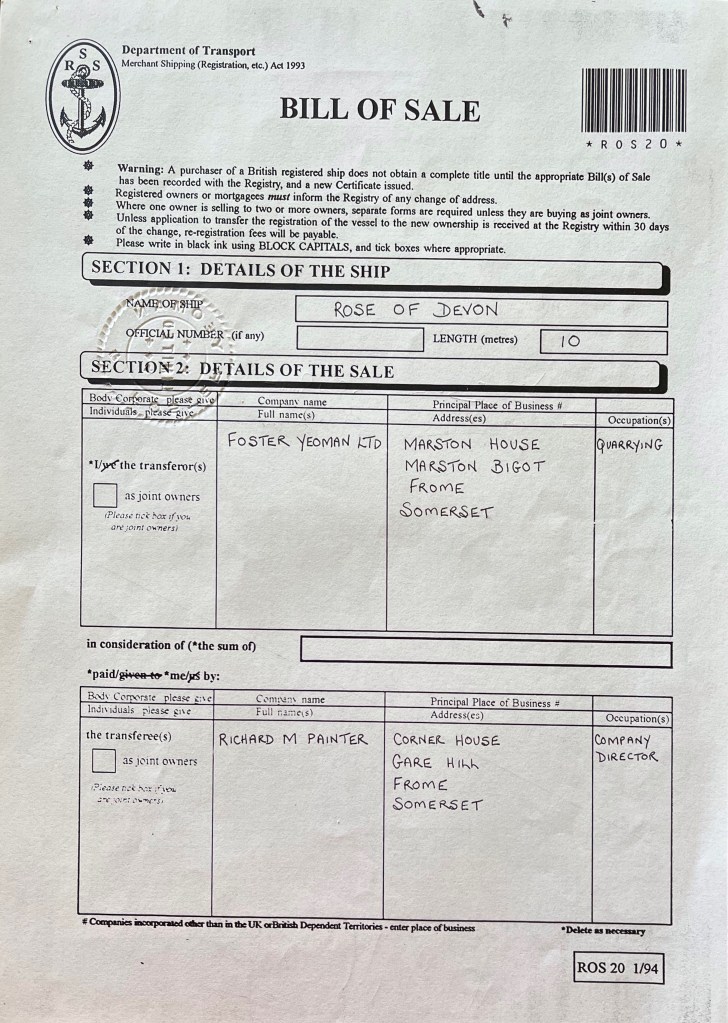 S
R S
Department of Transport
Merchant Shipping (Registration, etc.) Act 1993
BILL OF SALE
* R O S 2 0 *
Warning: A purchaser of a British registered ship does not obtain a complete title until the appropriate Bill(s) of Sale
has been recorded with the Registry, and a new Certificate issued.
Registered owners or mortgagees must inform the Registry of any change of address.
Where one owner is selling to two or more owners, separate forms are required unless they are buying as joint owners.
Unless application to transfer the registration of the vessel to the new ownership is received at the Registry within 30 days
of the change, re-registration fees will be payable.
Please write in black ink using BLOCK CAPITALS, and tick boxes where appropriate.
SECTION 1: DETAILS OF THE SHIP
NAME OF SHIP ROSE OF DEVON
OFFICIAL NUMBER (if any) LENGTH (metres) 10
SECTION 2: DETAILS OF THE SALE
Body Corporate please give Company name Principal Place of Business #
Individuals please give Full name(s) Address(es) Occupation(s)
FOSTER YEOMAN LTD MARSTON HOUSE QUARRYING
*I/we the transferor(s) MARSTON BIGOT
FROME
as joint owners SOMERSET
(Please tick box if you
are joint owners)
in consideration of (*the sum of)
*paid/given to *me/us by:
Body Corporate please give Company name Principal Place of Business #
Individuals please give Full name(s) Address(es) Occupation(s)
the transferee(s) RICHARD M PAINTER CORNER HOUSE COMPANY
as joint owners GARE HILL DIRECTOR
(Please tick box if you FROME
are joint owners) SOMERSET
# Companies incorporated other than in the UK or British Dependent Territories - enter place of business
*Delete as necessary
ROS 20 1/94